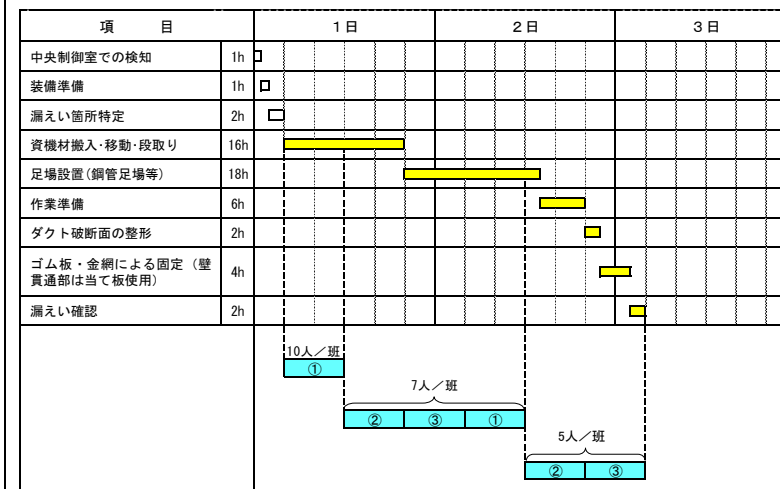 項　　目 1日 2日 3日
中央制御室での検知 1h
装備準備 1h
漏えい箇所特定 2h
資機材搬入・移動・段取り 16h
足場設置（鋼管足場等） 18h
作業準備 6h
ダクト破断面の整形 2h
ゴム板・金網による固定（壁
貫通部は当て板使用） 4h
漏えい確認 2h
10人／班
①
7人／班
② ③ ①
5人／班
② ③